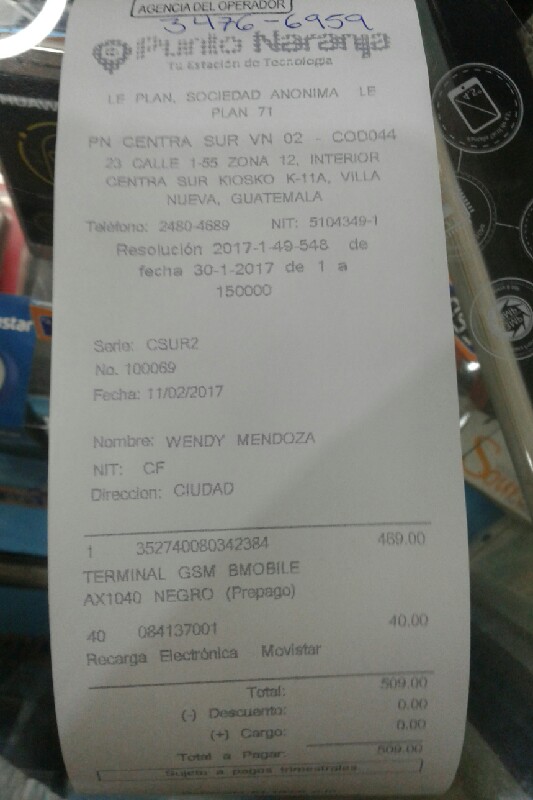 AGENCIA DEL OPERADOR
3476-6959
Punto Naranja
Tu Estación de Tecnología
LE PLAN, SOCIEDAD ANONIMA LE
PLAN 71
PN CENTRA SUR VN 02 - COD044
23 CALLE 1-55 ZONA 12, INTERIOR
CENTRA SUR KIOSKO K-11A, VILLA
NUEVA, GUATEMALA
Teléfono: 2480-4689 NIT: 5104349-1
Resolución 2017-1-49-548 de
fecha 30-1-2017 de 1 a
150000
Serie: CSUR2
No. 100069
Fecha: 11/02/2017
Nombre: WENDY MENDOZA
NIT: CF
Direccion: CIUDAD
1 352740080342384 469.00
TERMINAL GSM BMOBILE
AX1040 NEGRO (Prepago)
40 084137001 40.00
Recarga Electrónica Movistar
Total: 509.00
(-) Descuento: 0.00
(+) Cargo: 0.00
Total a Pagar: 509.00
Sujeto a pagos trimestrales